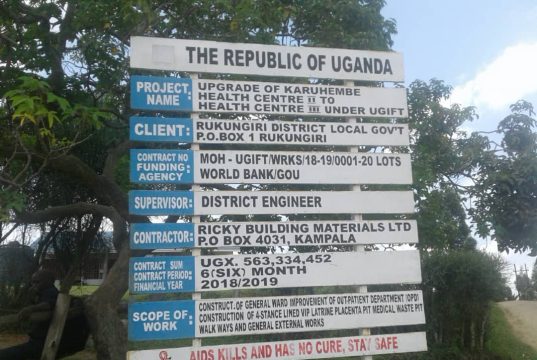 THE REPUBLIC OF UGANDA
PROJECT NAME :
UPGRADE OF KARUHEMBE
HEALTH CENTRE II TO
HEALTH CENTRE III UNDER UGIFT
CLIENT:
RUKUNGIRI DISTRICT LOCAL GOV'T
P.O.BOX 1 RUKUNGIRI
CONTRACT NO
FUNDING :
AGENCY
MOH - UGIFT/WRKS/18-19/0001-20 LOTS
WORLD BANK/GOU
SUPERVISOR:
DISTRICT ENGINEER
CONTRACTOR:
RICKY BUILDING MATERIALS LTD
P.O BOX 4031, KAMPALA
CONTRACT SUM
CONTRACT PERIOD:
FINANCIAL YEAR
UGX. 563,334,452
6(SIX) MONTH
2018/2019
SCOPE OF :
WORK
CONSTRUCT. OF GENERAL WARD IMPROVEMENT OF OUT-PATIENT DEPARTMENT (OPD)
CONSTRUCTION OF 4-STANCE LINED VIP LATRINE PLACENTA PIT MEDICAL WASTE PIT
WALK WAYS AND GENERAL EXTERNAL WORKS
AIDS KILLS AND HAS NO CURE, STAY SAFE